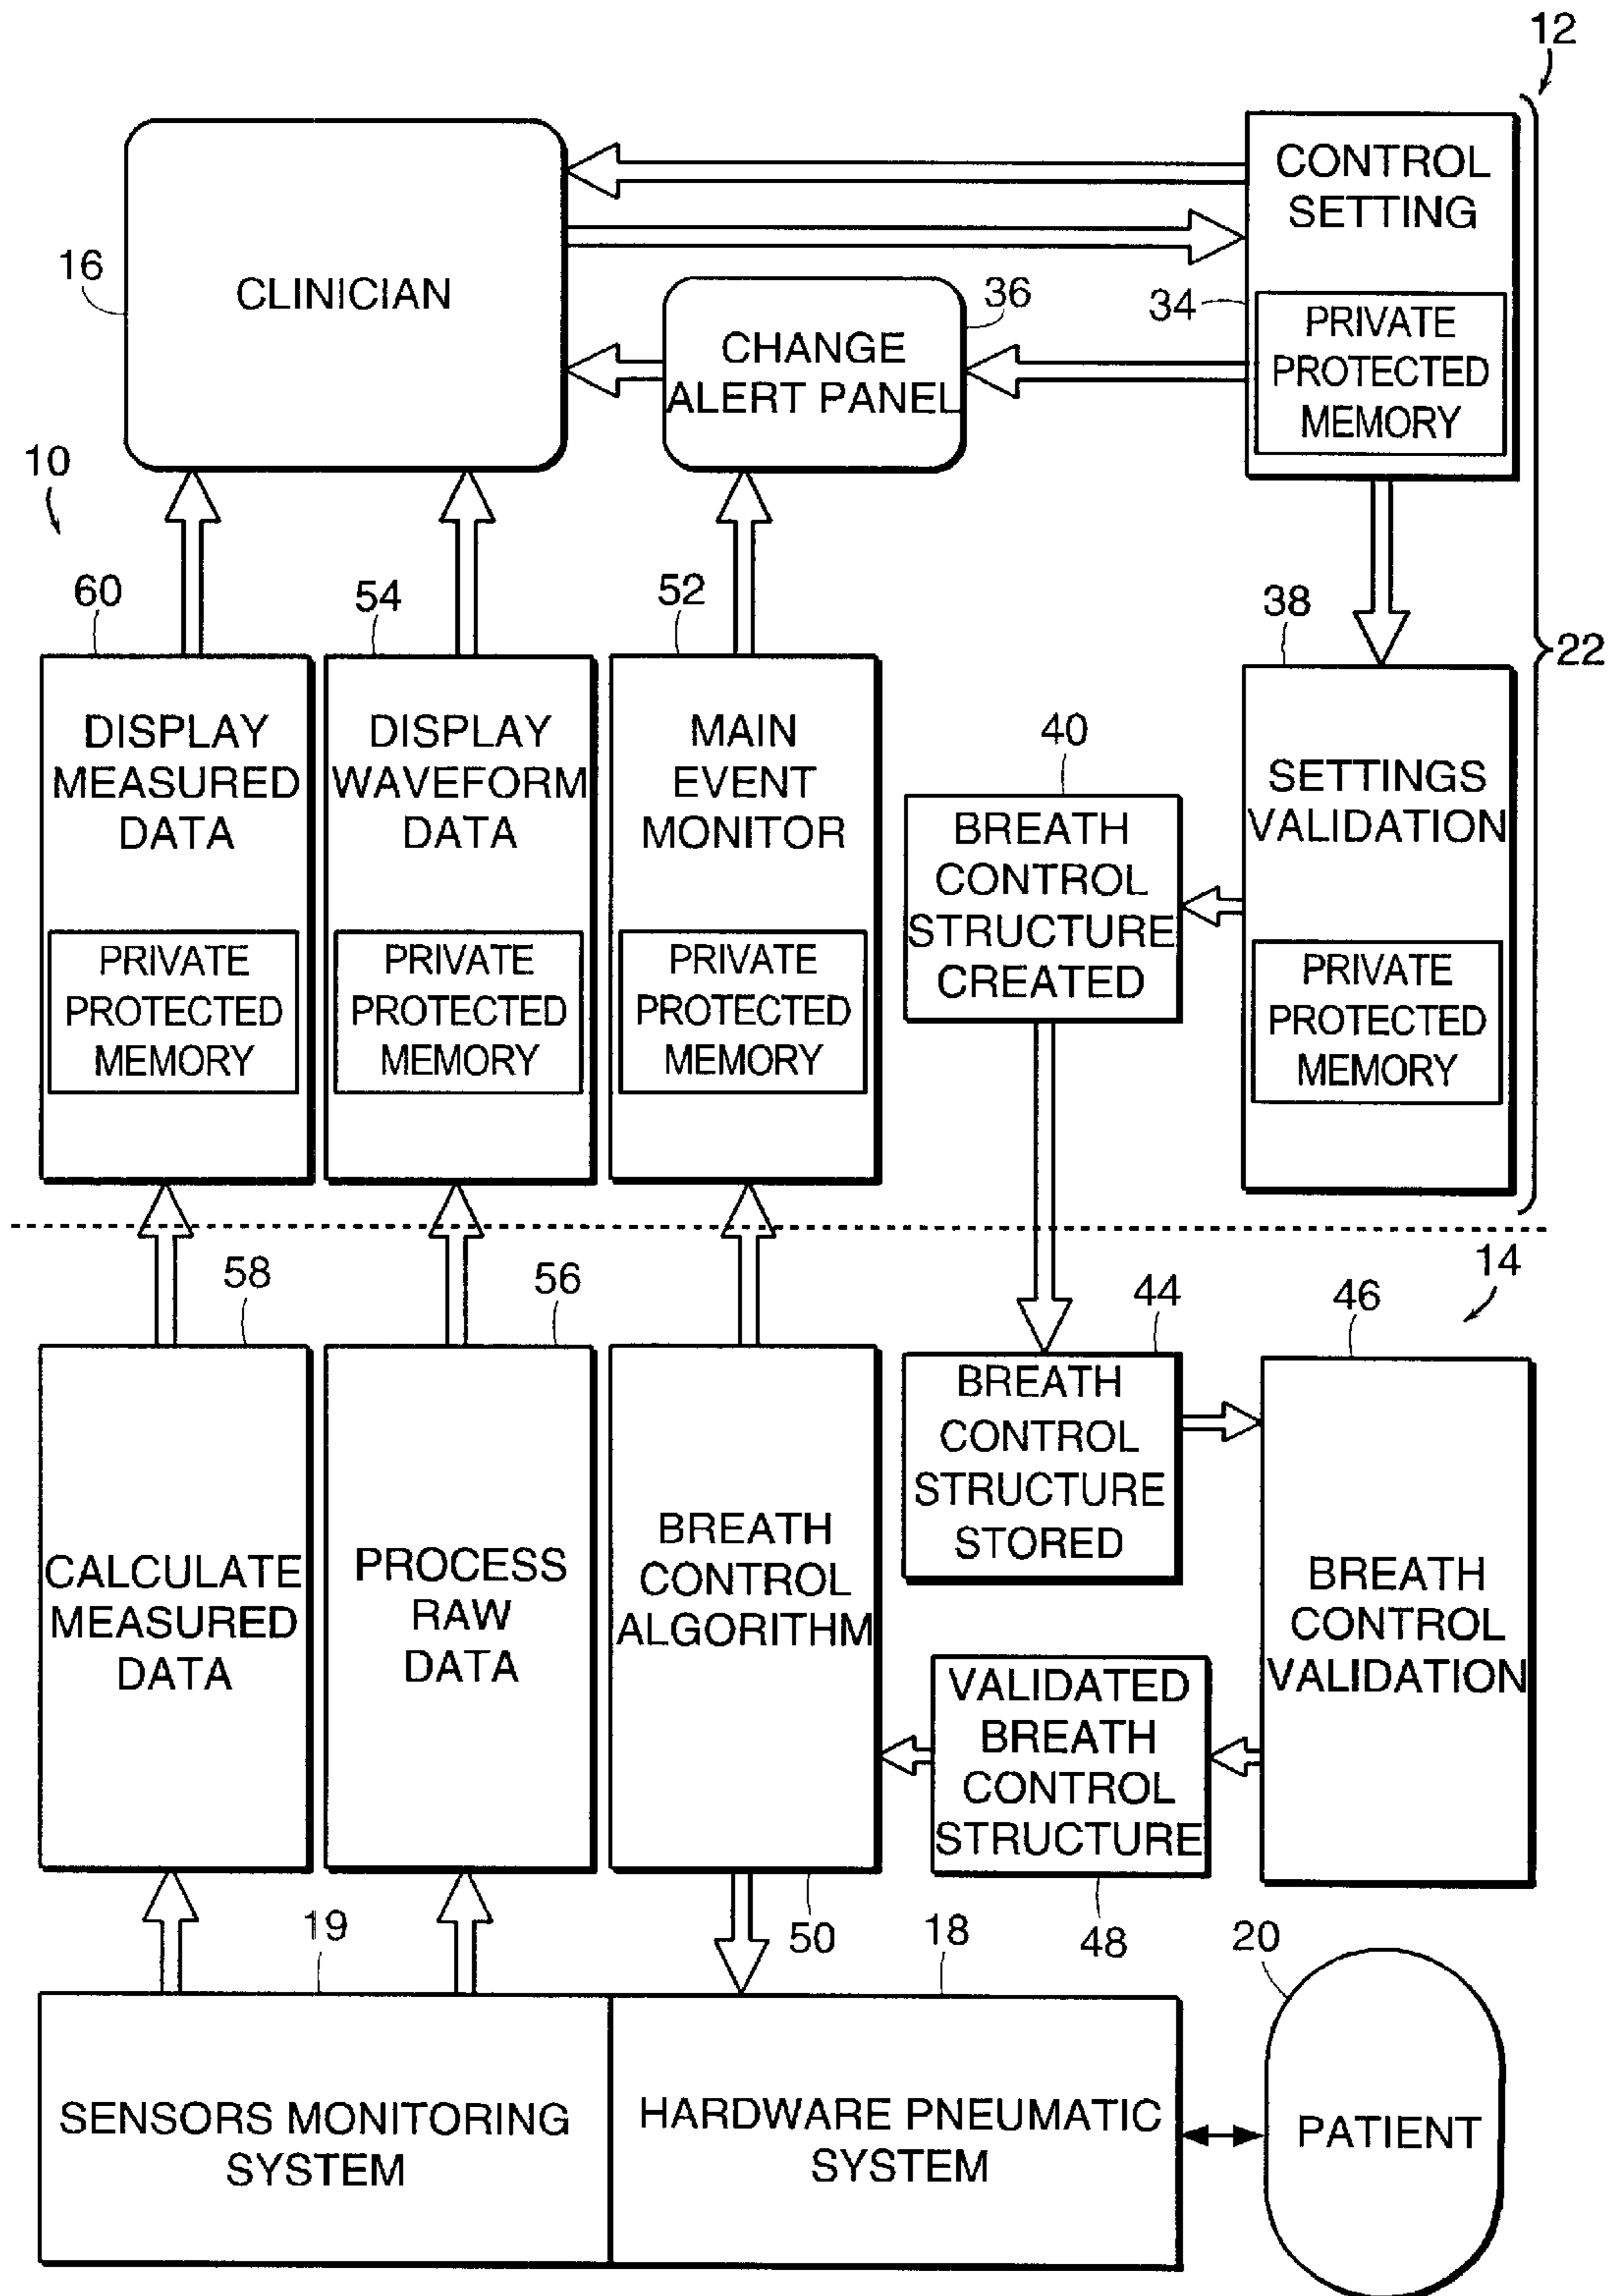 12
CONTROL
SETTING
16
CLINICIAN
36
34
CHANGE
ALERT PANEL
PRIVATE
PROTECTED
MEMORY
10
60
54
52
38
22
DISPLAY
MEASURED
DATA
DISPLAY
WAVEFORM
DATA
MAIN
EVENT
MONITOR
40
SETTINGS
VALIDATION
BREATH
CONTROL
STRUCTURE
CREATED
PRIVATE
PROTECTED
MEMORY
PRIVATE
PROTECTED
MEMORY
PRIVATE
PROTECTED
MEMORY
PRIVATE
PROTECTED
MEMORY
58
56
44
46
14
BREATH
CONTROL
STRUCTURE
STORED
CALCULATE
MEASURED
DATA
PROCESS
RAW
DATA
BREATH
CONTROL
ALGORITHM
BREATH
CONTROL
VALIDATION
VALIDATED
BREATH
CONTROL
STRUCTURE
19
50
18
48
20
SENSORS MONITORING
SYSTEM
HARDWARE PNEUMATIC
SYSTEM
PATIENT